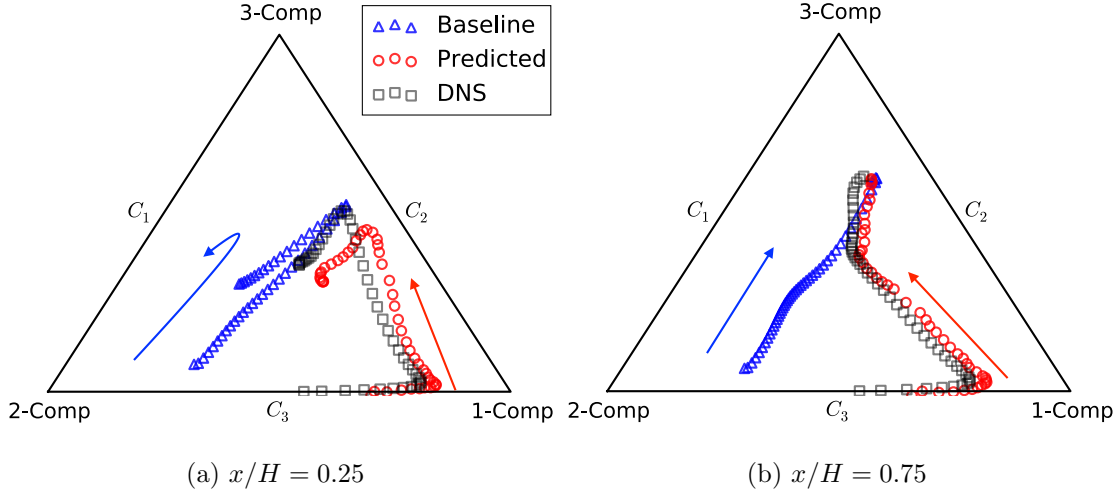 3-Comp
Baseline
Predicted
DNS
C₁
C₂
2-Comp
C₃
1-Comp
(a) x/H = 0.25
3-Comp
C₁
C₂
2-Comp
C₃
1-Comp
(b) x/H = 0.75